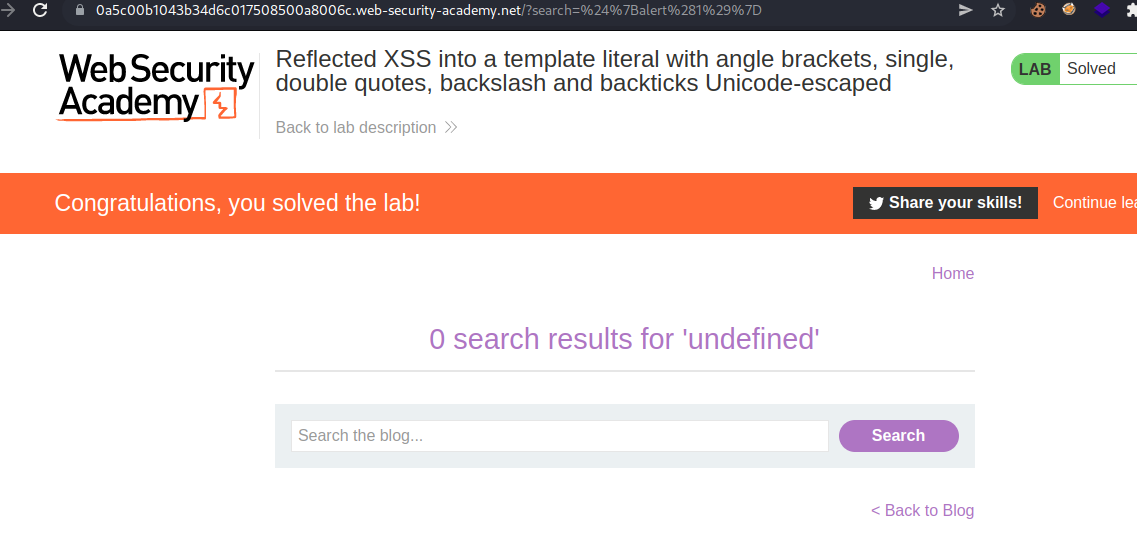 0a5c00b1043b34d6c017508500a8006c.web-security-academy.net/?search=%24%7Balert%281%29%7D
Web Security
Academy
Reflected XSS into a template literal with angle brackets, single,
double quotes, backslash and backticks Unicode-escaped
LAB Solved
Back to lab description
Congratulations, you solved the lab!
Share your skills!
Continue lea
Home
0 search results for 'undefined'
Search the blog...
Search
< Back to Blog